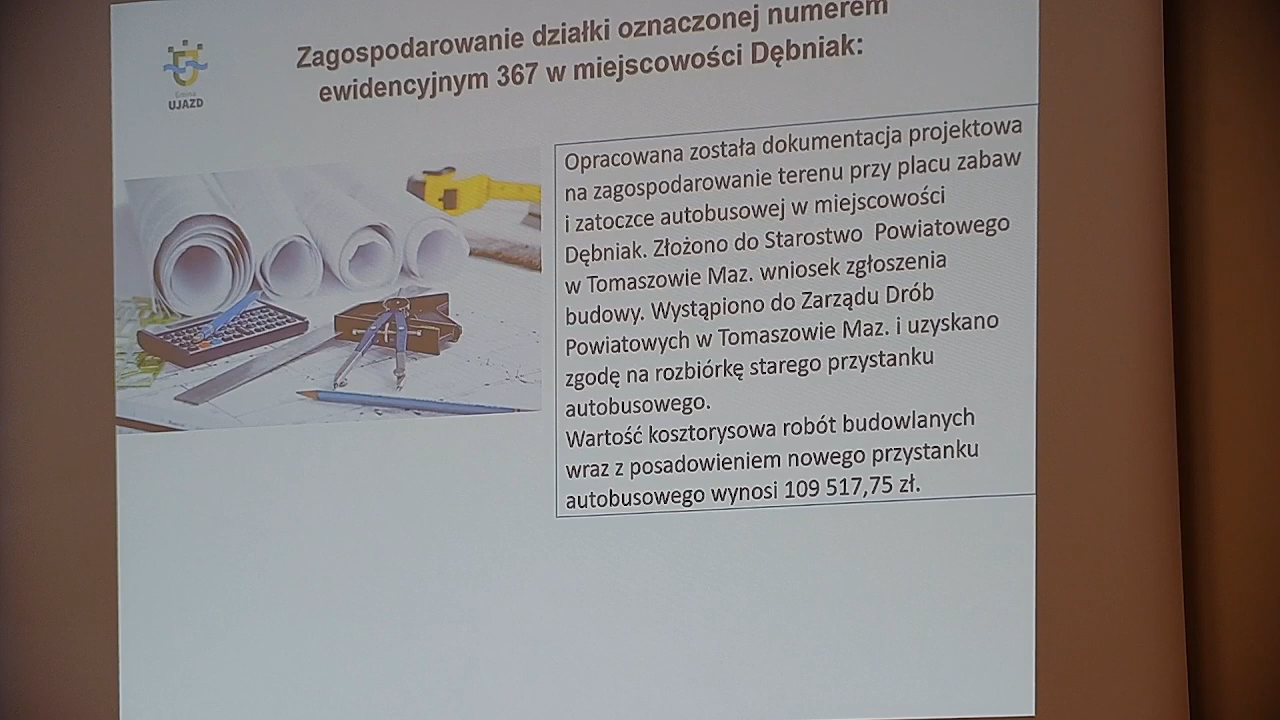 Zagospodarowanie działki oznaczonej numerem
ewidencyjnym 367 w miejscowości Dębniak:
Gmina
UJAZD
Opracowana została dokumentacja projektowa
na zagospodarowanie terenu przy placu zabaw
i zatoczce autobusowej w miejscowości
Dębniak. Złożono do Starostwo Powiatowego
w Tomaszowie Maz. wniosek zgłoszenia
budowy. Wystąpiono do Zarządu Drób
Powiatowych w Tomaszowie Maz. i uzyskano
zgodę na rozbiórkę starego przystanku
autobusowego.
Wartość kosztorysowa robót budowlanych
wraz z posadowieniem nowego przystanku
autobusowego wynosi 109 517,75 zł.